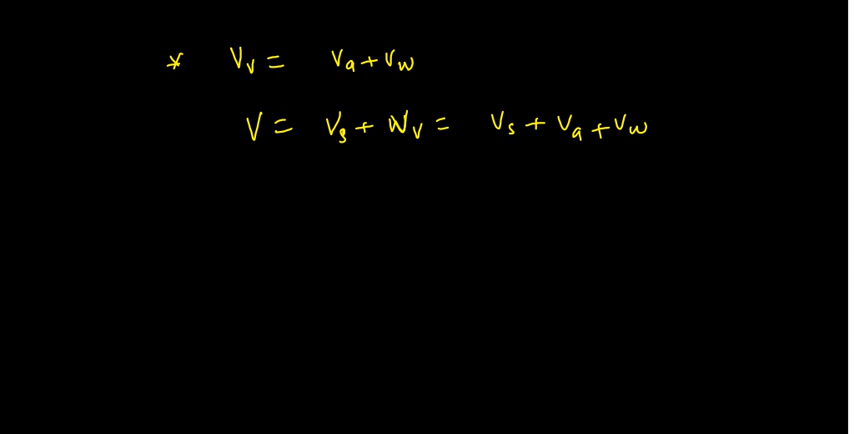 * Vv = Va + Vw
V = Vs + Wv = Vs + Va + Vw